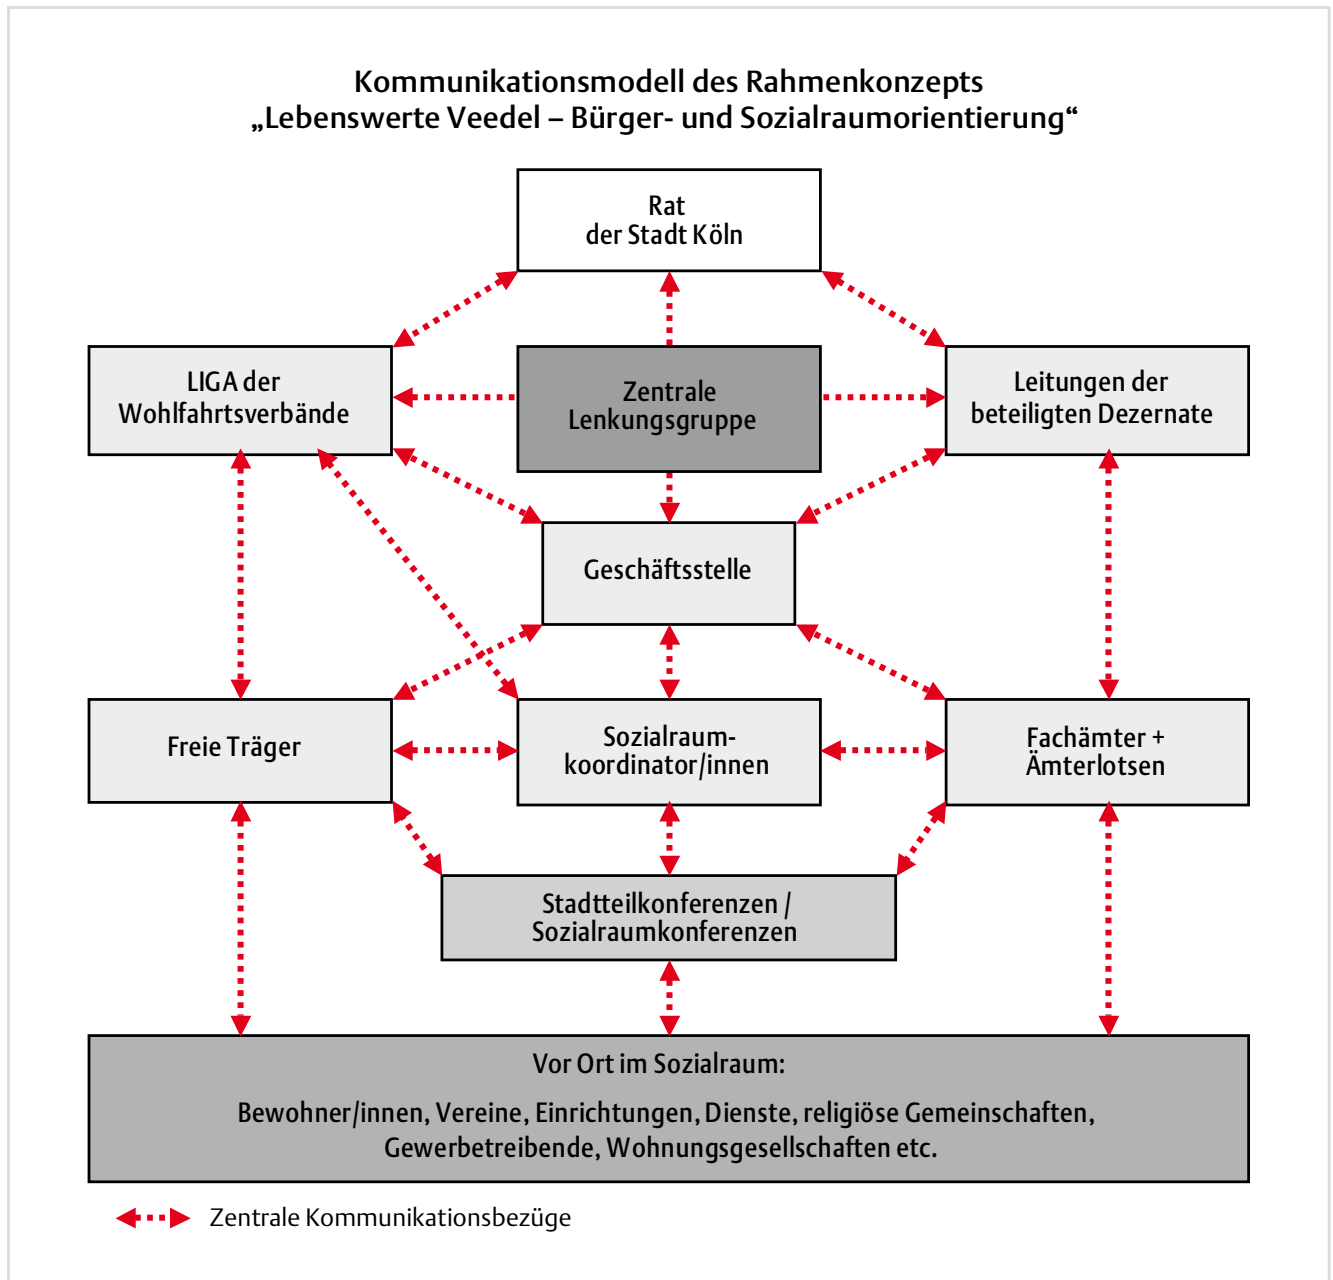 Kommunikationsmodell des Rahmenkonzepts
„Lebenswerte Veedel – Bürger- und Sozialraumorientierung“
Rat
der Stadt Köln
LIGA der
Wohlfahrtsverbände
Zentrale
Lenkungsgruppe
Leitungen der
beteiligten Dezernate
Geschäftsstelle
Freie Träger
Sozialraum-
koordinator/innen
Fachämter +
Ämterlotsen
Stadtteilkonferenzen /
Sozialraumkonferenzen
Vor Ort im Sozialraum:
Bewohner/innen, Vereine, Einrichtungen, Dienste, religiöse Gemeinschaften,
Gewerbetreibende, Wohnungsgesellschaften etc.
Zentrale Kommunikationsbezüge